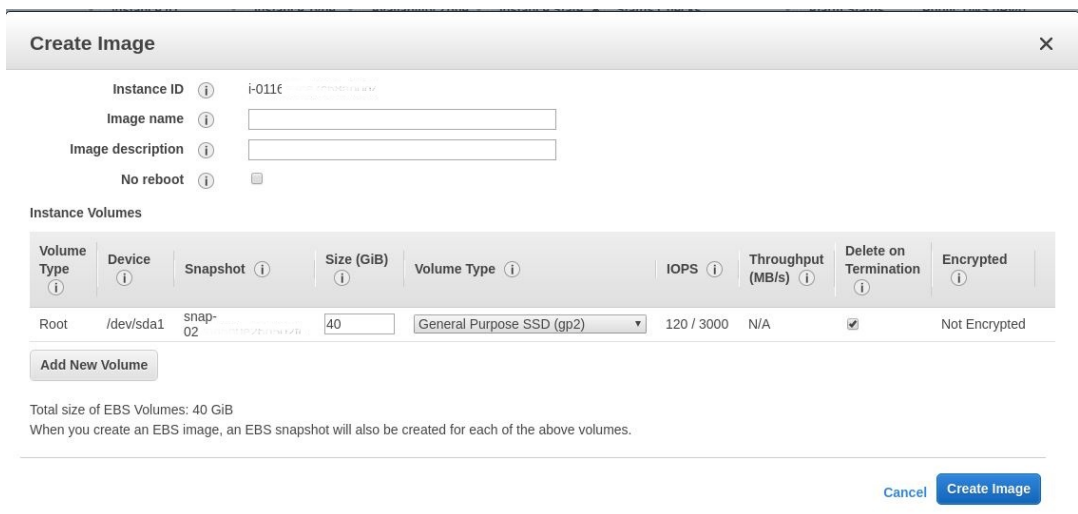 Create Image
Instance ID i-0116
Image name
Image description
No reboot
Instance Volumes
Volume Type Device Snapshot Size (GiB) Volume Type IOPS Throughput (MB/s) Delete on Termination Encrypted
Root /dev/sda1 snap-02 40 General Purpose SSD (gp2) 120 / 3000 N/A Not Encrypted
Add New Volume
Total size of EBS Volumes: 40 GiB
When you create an EBS image, an EBS snapshot will also be created for each of the above volumes.
Cancel Create Image